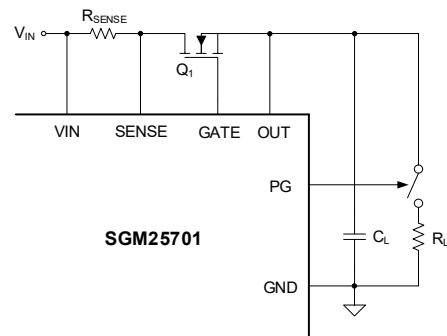 RSENSE
VIN
Q1
VIN SENSE GATE OUT
PG
SGM25701
CL
RL
GND